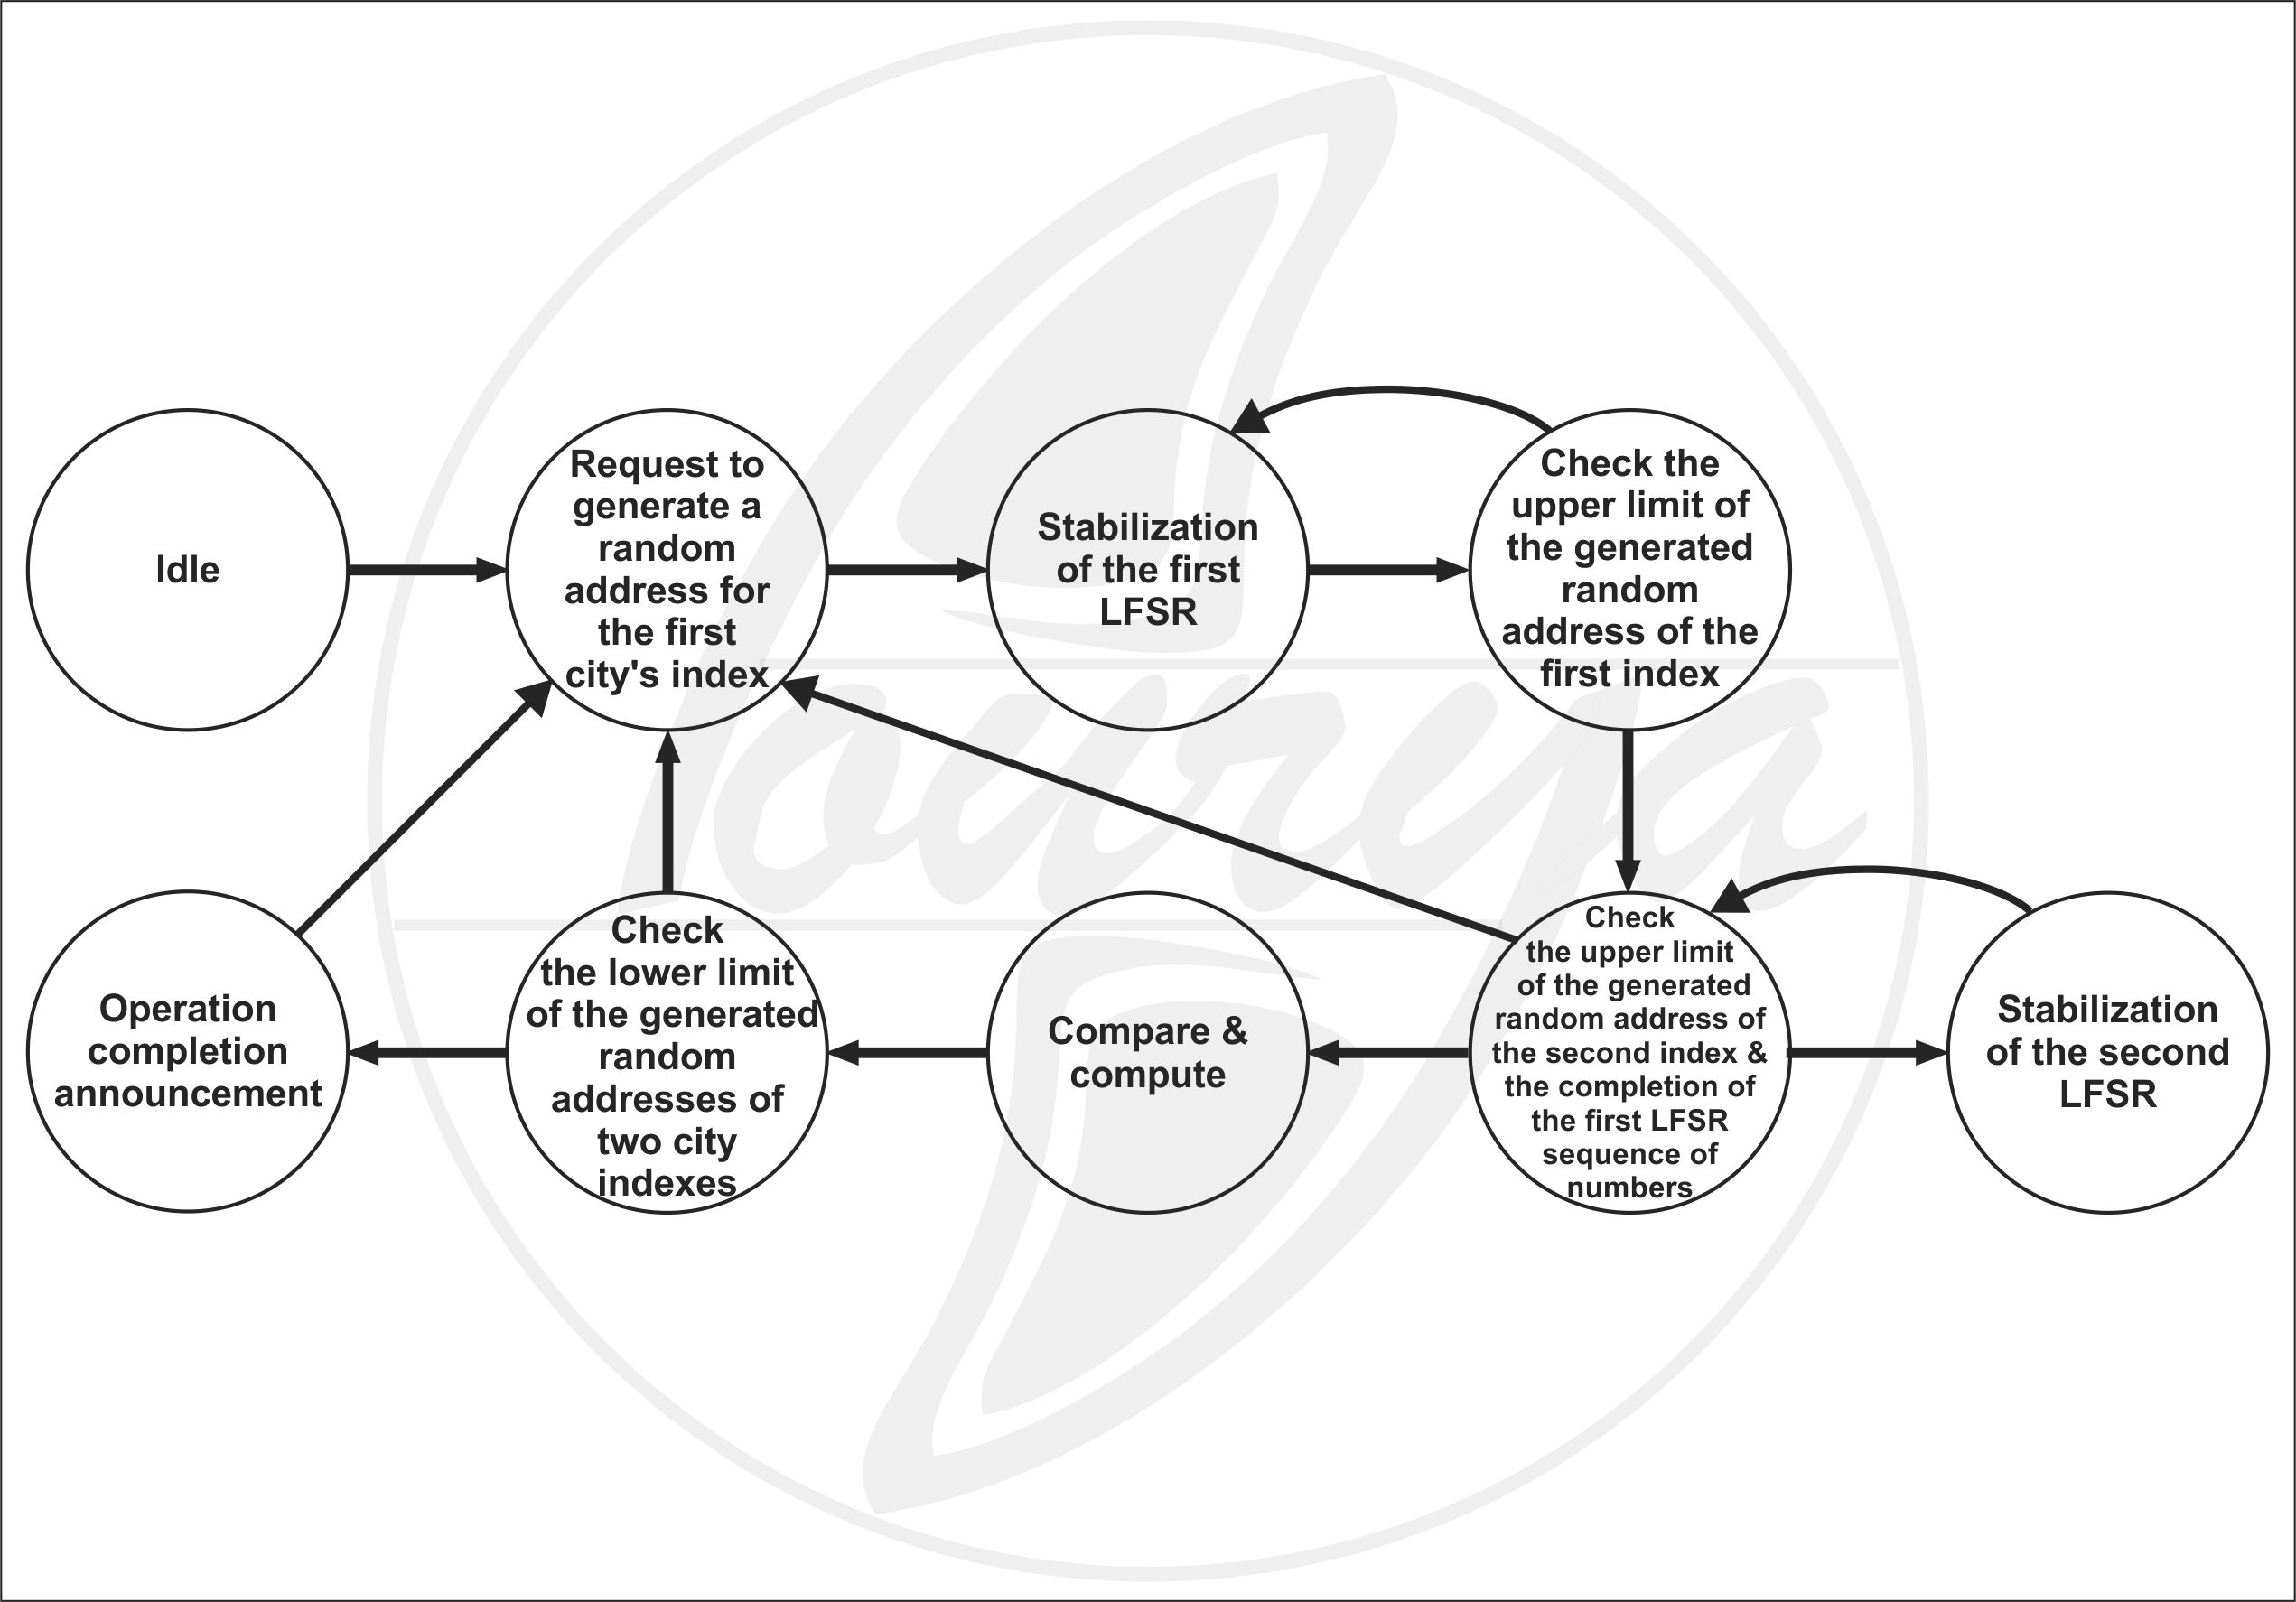 Idle
Request to
generate a
random
address for
the first
city's index
Stabilization
of the first
LFSR
Check the
upper limit of
the generated
random
address of the
first index
Operation
completion
announcement
Check
the lower limit
of the generated
random
addresses of
two city
indexes
Compare &
compute
Check
the upper limit
of the generated
random address of
the second index &
the completion of
the first LFSR
sequence of
numbers
Stabilization
of the second
LFSR
Tourya